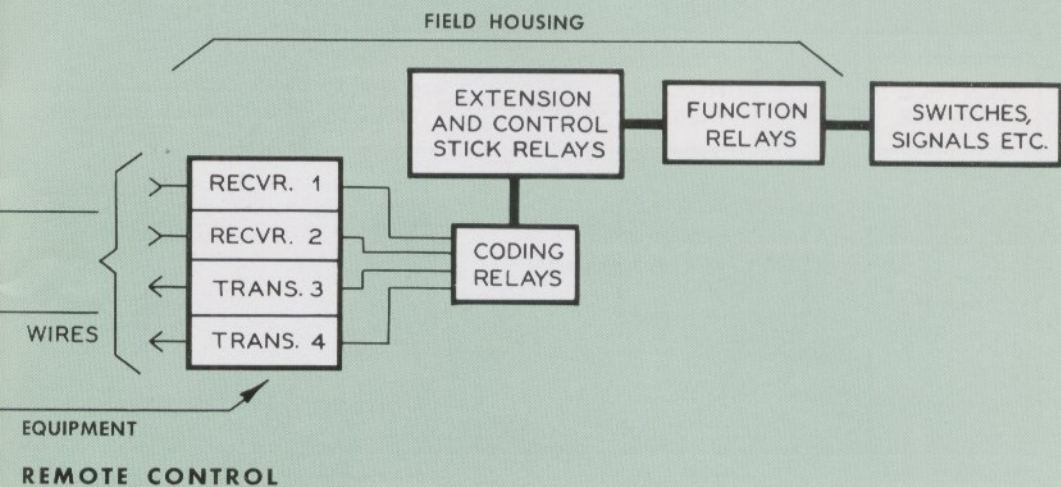 FIELD HOUSING
EXTENSION
AND CONTROL
STICK RELAYS
FUNCTION
RELAYS
SWITCHES,
SIGNALS ETC.
RECVR. 1
RECVR. 2
TRANS. 3
TRANS. 4
CODING
RELAYS
WIRES
EQUIPMENT
REMOTE CONTROL